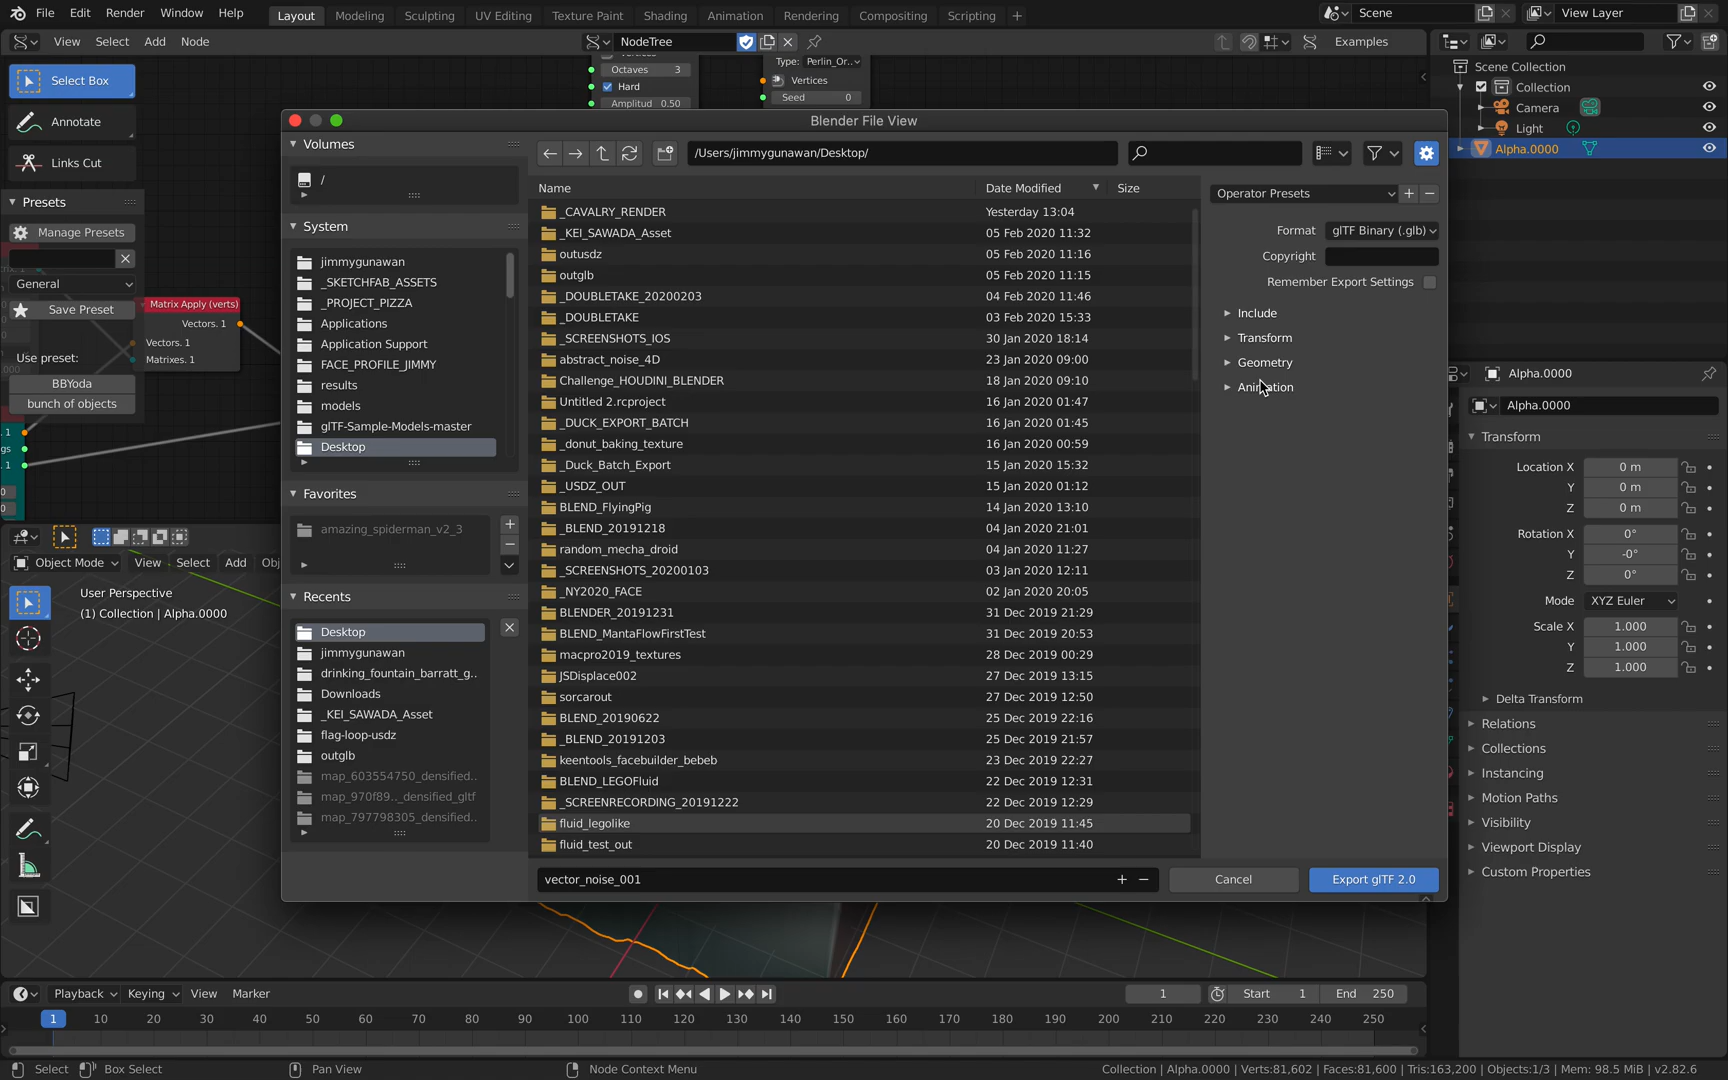 File Edit Render Window Help Layout Modeling Sculpting UV Editing Texture Paint Shading Animation Rendering Compositing Scripting + Scene View Layer
View Select Add Node NodeTree Examples
Select Box
Annotate
Links Cut
Presets
Manage Presets
General
Save Preset
Use preset:
BBYoda
bunch of objects
Matrix Apply (verts)
Vectors. 1
Vectors. 1
Matrixes. 1
Octaves 3
Hard
Amplitud 0.50
Type: Perlin_Or..
Vertices
Seed 0
Scene Collection
Collection
Camera
Light
Alpha.0000
Blender File View
Volumes
/
System
jimmygunawan
_SKETCHFAB_ASSETS
_PROJECT_PIZZA
Applications
Application Support
FACE_PROFILE_JIMMY
results
models
glTF-Sample-Models-master
Desktop
Favorites
amazing_spiderman_v2_3
Recents
Desktop
jimmygunawan
drinking_fountain_barratt_g..
Downloads
_KEI_SAWADA_Asset
flag-loop-usdz
outglb
map_603554750_densified..
map_970f89.._densified_gltf
map_797798305_densified..
/Users/jimmygunawan/Desktop/
Name Date Modified Size
_CAVALRY_RENDER Yesterday 13:04
_KEI_SAWADA_Asset 05 Feb 2020 11:32
outusdz 05 Feb 2020 11:16
outglb 05 Feb 2020 11:15
_DOUBLETAKE_20200203 04 Feb 2020 11:46
_DOUBLETAKE 03 Feb 2020 15:33
_SCREENSHOTS_IOS 30 Jan 2020 18:14
abstract_noise_4D 23 Jan 2020 09:00
Challenge_HOUDINI_BLENDER 18 Jan 2020 09:10
Untitled 2.rcproject 16 Jan 2020 01:47
_DUCK_EXPORT_BATCH 16 Jan 2020 01:45
_donut_baking_texture 16 Jan 2020 00:59
_Duck_Batch_Export 15 Jan 2020 15:32
_USDZ_OUT 15 Jan 2020 01:12
BLEND_FlyingPig 14 Jan 2020 13:10
_BLEND_20191218 04 Jan 2020 21:01
random_mecha_droid 04 Jan 2020 11:27
_SCREENSHOTS_20200103 03 Jan 2020 12:11
_NY2020_FACE 02 Jan 2020 20:05
BLENDER_20191231 31 Dec 2019 21:29
BLEND_MantaFlowFirstTest 31 Dec 2019 20:53
macpro2019_textures 28 Dec 2019 00:29
JSDisplace002 27 Dec 2019 13:15
sorcarout 27 Dec 2019 12:50
BLEND_20190622 25 Dec 2019 22:16
_BLEND_20191203 25 Dec 2019 21:57
keentools_facebuilder_bebeb 23 Dec 2019 22:27
BLEND_LEGOFluid 22 Dec 2019 12:31
_SCREENRECORDING_20191222 22 Dec 2019 12:29
fluid_legolike 20 Dec 2019 11:45
fluid_test_out 20 Dec 2019 11:40
vector_noise_001 + − Cancel Export glTF 2.0
Operator Presets + −
Format glTF Binary (.glb)
Copyright
Remember Export Settings
Include
Transform
Geometry
Animation
Alpha.0000
Alpha.0000
Transform
Location X 0 m
Y 0 m
Z 0 m
Rotation X 0°
Y -0°
Z 0°
Mode XYZ Euler
Scale X 1.000
Y 1.000
Z 1.000
Delta Transform
Relations
Collections
Instancing
Motion Paths
Visibility
Viewport Display
Custom Properties
Object Mode View Select Add Obj
User Perspective
(1) Collection | Alpha.0000
Playback Keying View Marker 1 Start 1 End 250
1 10 20 30 40 50 60 70 80 90 100 110 120 130 140 150 160 170 180 190 200 210 220 230 240 250
Select Box Select Pan View Node Context Menu Collection | Alpha.0000 | Verts:81,602 | Faces:81,600 | Tris:163,200 | Objects:1/3 | Mem: 98.5 MiB | v2.82.6